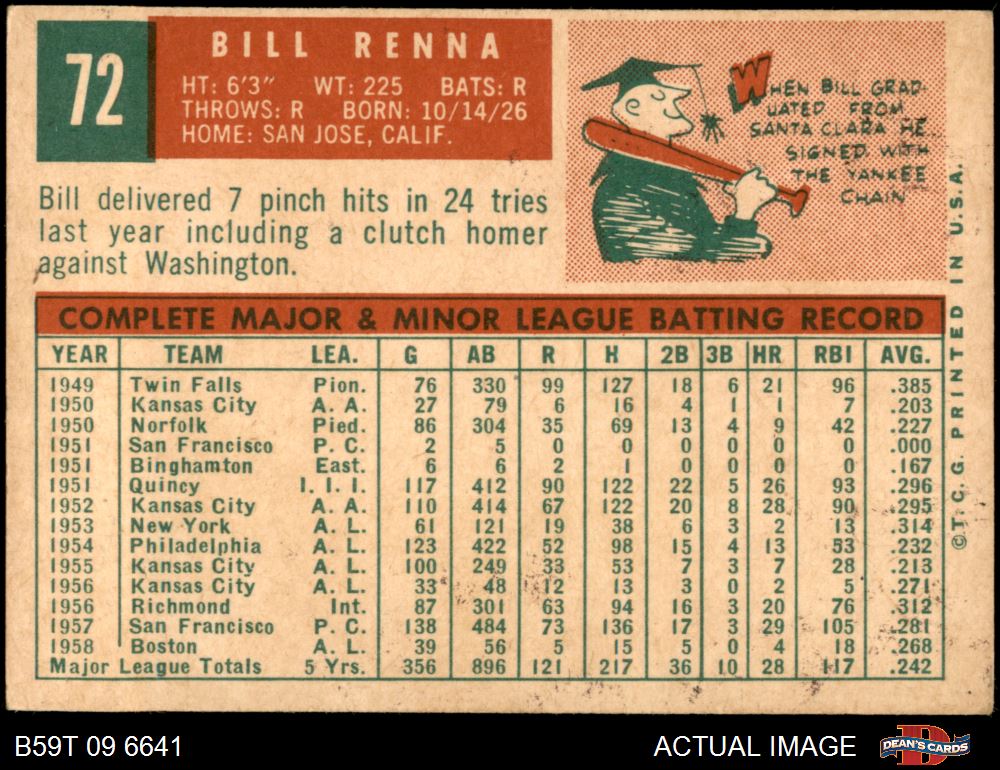 72
BILL RENNA
HT: 6'3" WT: 225 BATS: R
THROWS: R BORN: 10/14/26
HOME: SAN JOSE, CALIF.
WHEN BILL GRAD-
UATED FROM
SANTA CLARA HE
SIGNED WITH
THE YANKEE
CHAIN
Bill delivered 7 pinch hits in 24 tries
last year including a clutch homer
against Washington.
COMPLETE MAJOR & MINOR LEAGUE BATTING RECORD
YEAR TEAM LEA. G AB R H 2B 3B HR RBI AVG.
1949 Twin Falls Pion. 76 330 99 127 18 6 21 96 .385
1950 Kansas City A. A. 27 79 6 16 4 1 1 7 .203
1950 Norfolk Pied. 86 304 35 69 13 4 9 42 .227
1951 San Francisco P. C. 2 5 0 0 0 0 0 0 .000
1951 Binghamton East. 6 6 2 1 0 0 0 0 .167
1951 Quincy I. I. I. 117 412 90 122 22 5 26 93 .296
1952 Kansas City A. A. 110 414 67 122 20 8 28 90 .295
1953 New York A. L. 61 121 19 38 6 3 2 13 .314
1954 Philadelphia A. L. 123 422 52 98 15 4 13 53 .232
1955 Kansas City A. L. 100 249 33 53 7 3 7 28 .213
1956 Kansas City A. L. 33 48 12 13 3 0 2 5 .271
1956 Richmond Int. 87 301 63 94 16 3 20 76 .312
1957 San Francisco P. C. 138 484 73 136 17 3 29 105 .281
1958 Boston A. L. 39 56 5 15 5 0 4 18 .268
Major League Totals 5 Yrs. 356 896 121 217 36 10 28 117 .242
© T. C. G. PRINTED IN U.S.A.
B59T 09 6641
ACTUAL IMAGE
D
DEAN'S CARDS